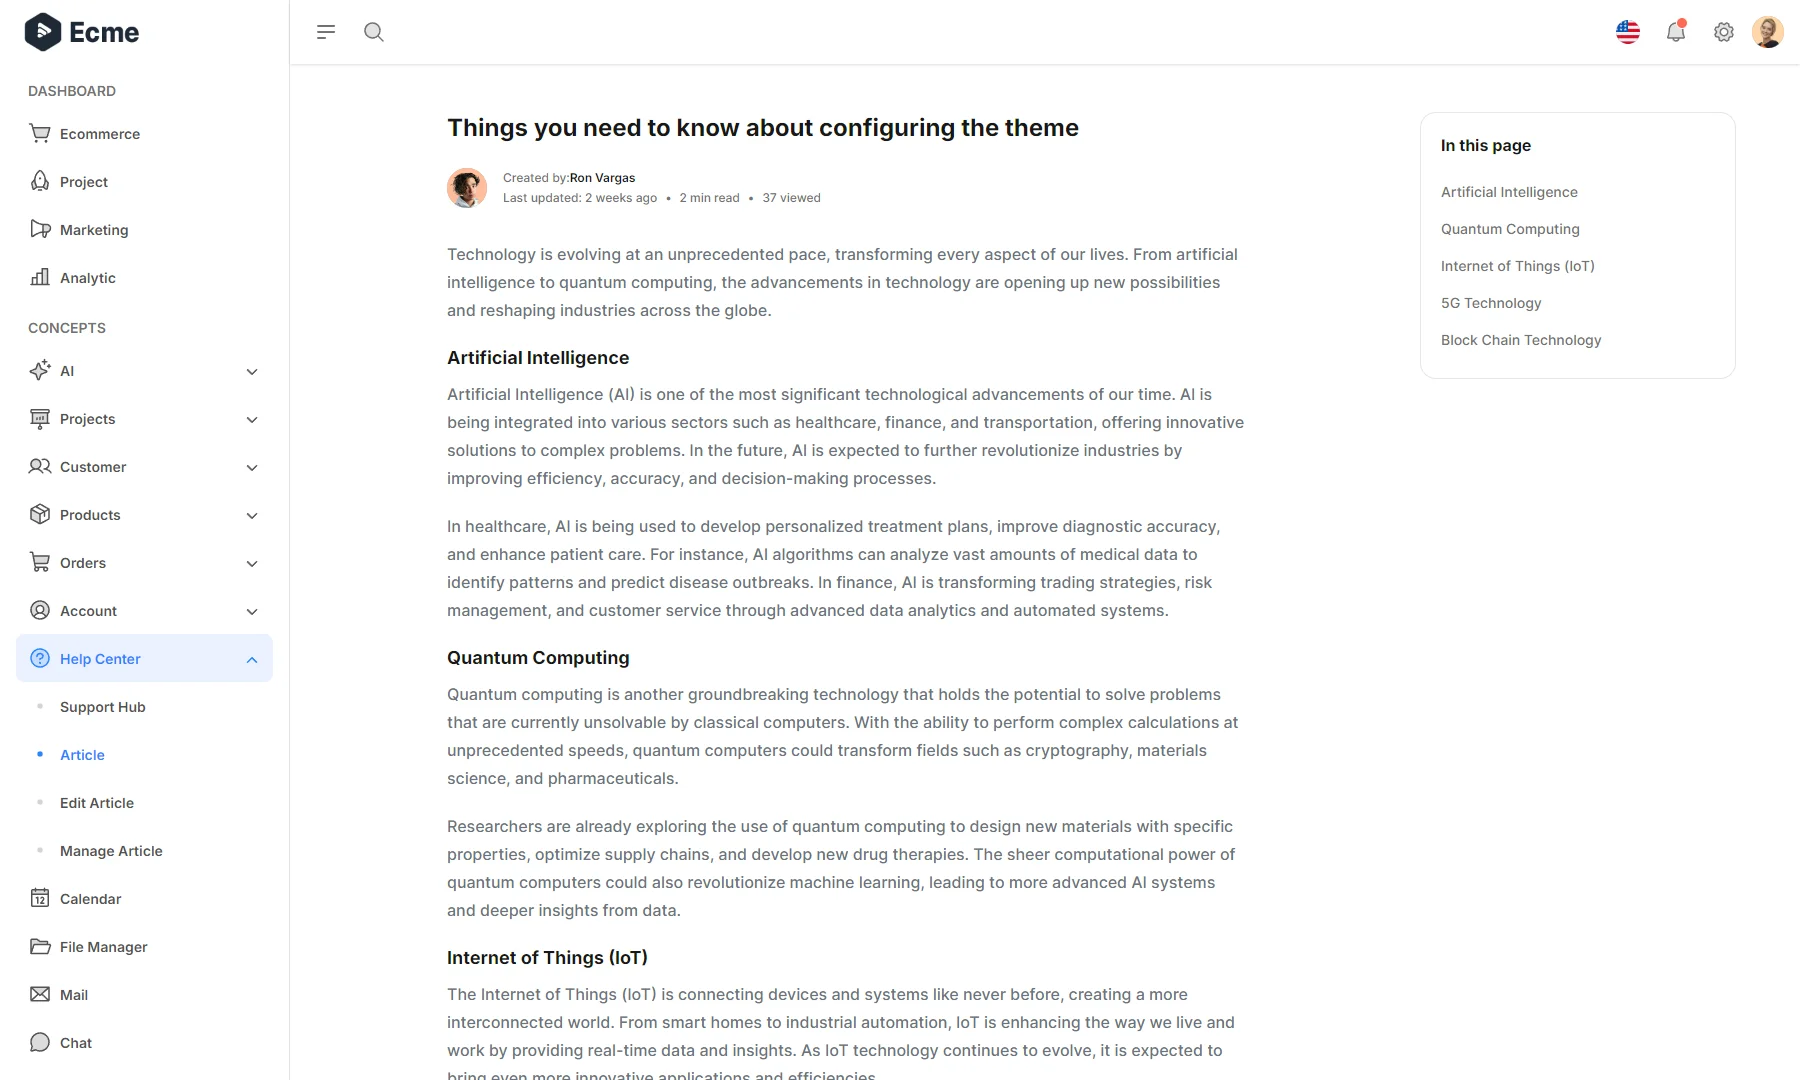 Ecme
DASHBOARD
Ecommerce
Project
Marketing
Analytic
CONCEPTS
AI
Projects
Customer
Products
Orders
Account
Help Center
Support Hub
Article
Edit Article
Manage Article
12
Calendar
File Manager
Mail
Chat
Things you need to know about configuring the theme
Created by:Ron Vargas
Last updated: 2 weeks ago • 2 min read • 37 viewed
Technology is evolving at an unprecedented pace, transforming every aspect of our lives. From artificial
intelligence to quantum computing, the advancements in technology are opening up new possibilities
and reshaping industries across the globe.
Artificial Intelligence
Artificial Intelligence (AI) is one of the most significant technological advancements of our time. AI is
being integrated into various sectors such as healthcare, finance, and transportation, offering innovative
solutions to complex problems. In the future, AI is expected to further revolutionize industries by
improving efficiency, accuracy, and decision-making processes.
In healthcare, AI is being used to develop personalized treatment plans, improve diagnostic accuracy,
and enhance patient care. For instance, AI algorithms can analyze vast amounts of medical data to
identify patterns and predict disease outbreaks. In finance, AI is transforming trading strategies, risk
management, and customer service through advanced data analytics and automated systems.
Quantum Computing
Quantum computing is another groundbreaking technology that holds the potential to solve problems
that are currently unsolvable by classical computers. With the ability to perform complex calculations at
unprecedented speeds, quantum computers could transform fields such as cryptography, materials
science, and pharmaceuticals.
Researchers are already exploring the use of quantum computing to design new materials with specific
properties, optimize supply chains, and develop new drug therapies. The sheer computational power of
quantum computers could also revolutionize machine learning, leading to more advanced AI systems
and deeper insights from data.
Internet of Things (IoT)
The Internet of Things (IoT) is connecting devices and systems like never before, creating a more
interconnected world. From smart homes to industrial automation, IoT is enhancing the way we live and
work by providing real-time data and insights. As IoT technology continues to evolve, it is expected to
bring even more innovative applications and efficiencies.
In this page
Artificial Intelligence
Quantum Computing
Internet of Things (IoT)
5G Technology
Block Chain Technology